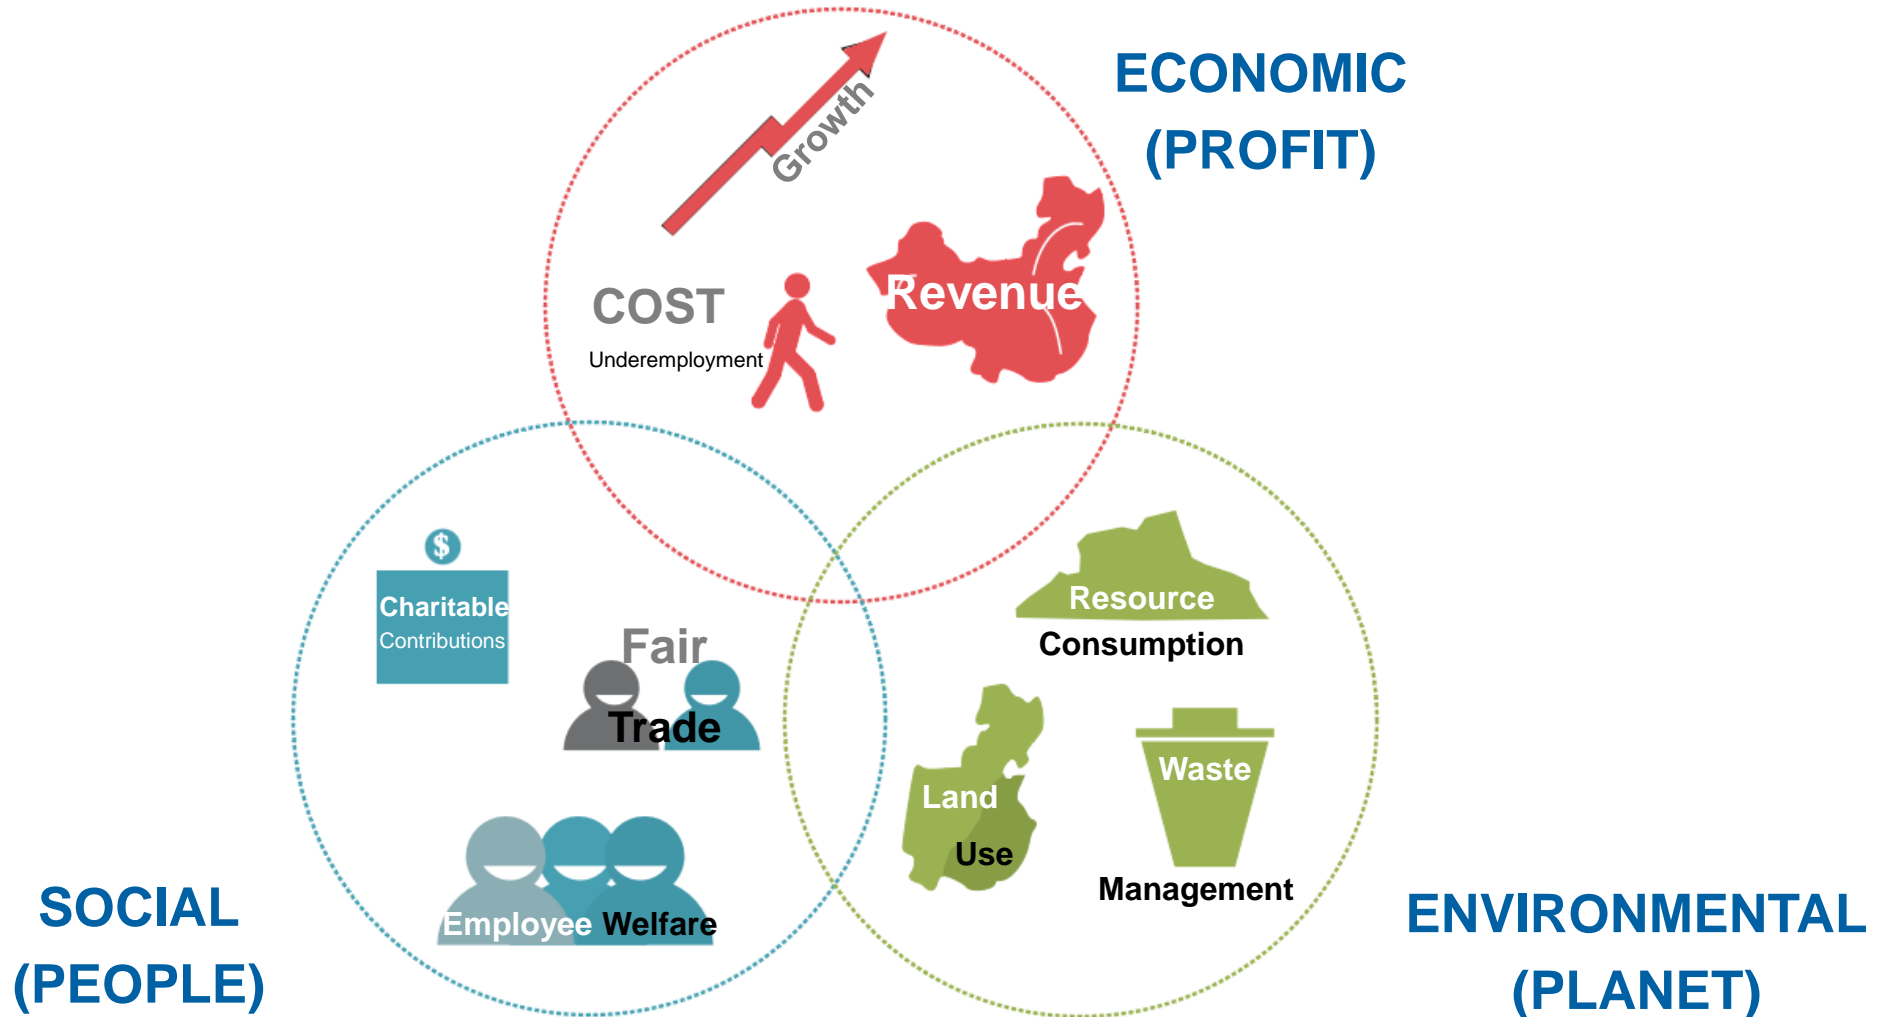 ECONOMIC
(PROFIT)
Growth
Revenue
COST
Underemployment
$
Charitable
Contributions
Fair
Trade
Employee Welfare
SOCIAL
(PEOPLE)
Resource
Consumption
Land
Use
Waste
Management
ENVIRONMENTAL
(PLANET)